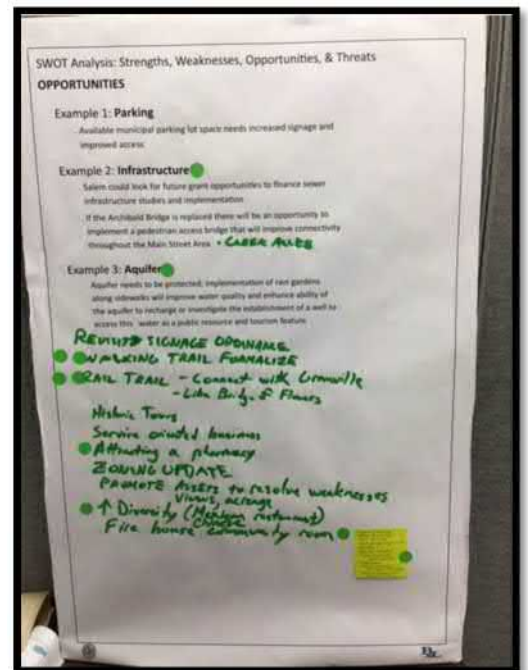 SWOT Analysis: Strengths, Weaknesses, Opportunities, & Threats
OPPORTUNITIES
Example 1: Parking
Available municipal parking lot space needs increased signage and
improved access
Example 2: Infrastructure
Salem could look for future grant opportunities to finance sewer
infrastructure studies and implementation
If the Archibald Bridge is replaced there will be an opportunity to
implement a pedestrian access bridge that will improve connectivity
throughout the Main Street Area
Example 3: Aquifer
Aquifer needs to be protected; implementation of rain gardens
along sidewalks will improve water quality and enhance ability of
the aquifer to recharge or investigate the establishment of a well to
access this water as a public resource and tourism feature
SIGNAGE
WALKING TRAIL FORMALIZE
RAIL TRAIL - Connect with
- Like Bridge of Flowers
Historic Tours
Service oriented business
Attracting a pharmacy
ZONING UPDATE
PROMOTE ASSETS to resolve weaknesses
Views, acreage
↑ Diversity (Mexican restaurant)
Chinese
Fire house community room